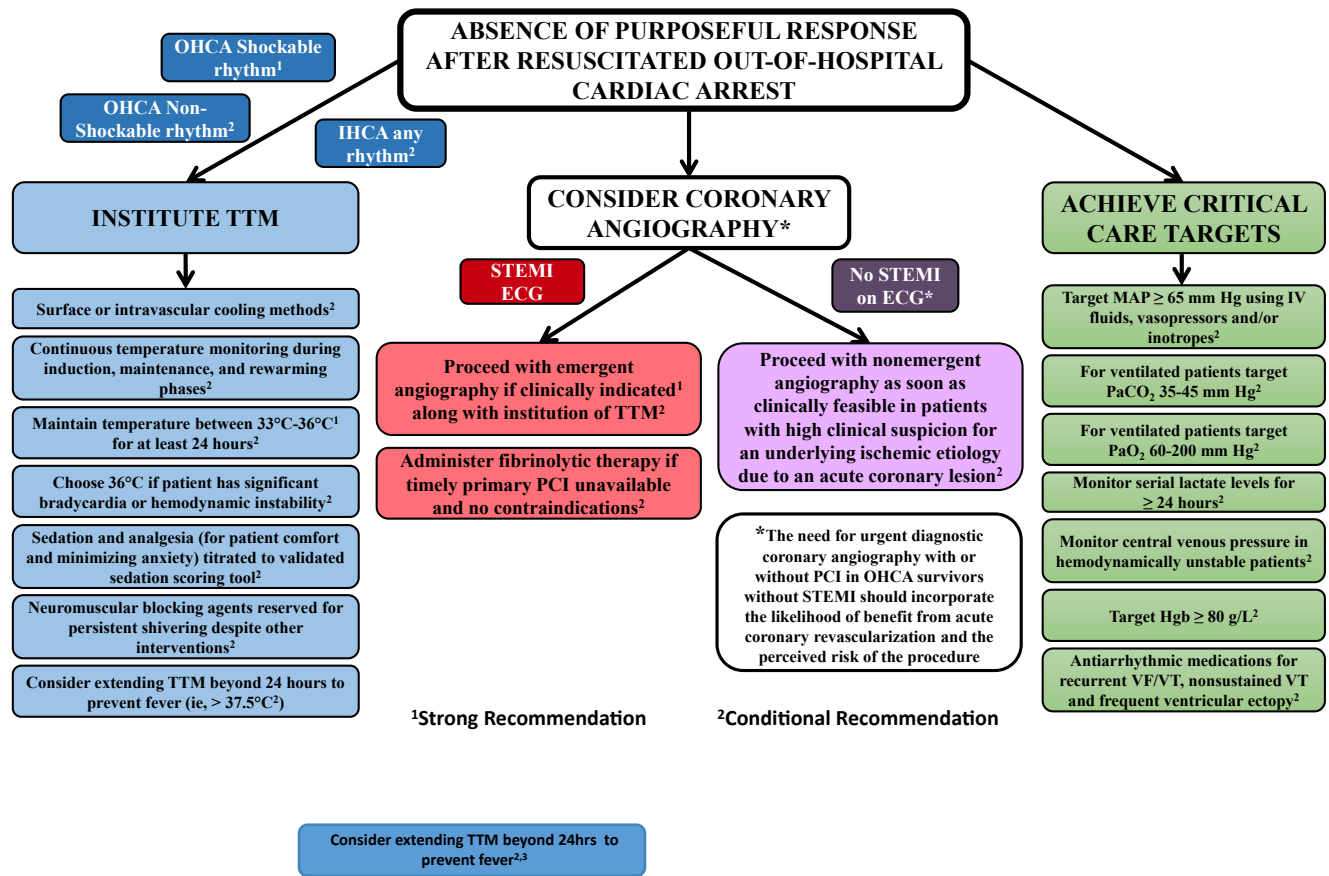 ABSENCE OF PURPOSEFUL RESPONSE
AFTER RESUSCITATED OUT-OF-HOSPITAL
CARDIAC ARREST
OHCA Shockable
rhythm¹
OHCA Non-
Shockable rhythm²
IHCA any
rhythm²
INSTITUTE TTM
Surface or intravascular cooling methods²
Continuous temperature monitoring during
induction, maintenance, and rewarming
phases²
Maintain temperature between 33°C-36°C¹
for at least 24 hours²
Choose 36°C if patient has significant
bradycardia or hemodynamic instability²
Sedation and analgesia (for patient comfort
and minimizing anxiety) titrated to validated
sedation scoring tool²
Neuromuscular blocking agents reserved for
persistent shivering despite other
interventions²
Consider extending TTM beyond 24 hours to
prevent fever (ie, > 37.5°C²)
CONSIDER CORONARY
ANGIOGRAPHY*
STEMI
ECG
No STEMI
on ECG*
Proceed with emergent
angiography if clinically indicated¹
along with institution of TTM²
Administer fibrinolytic therapy if
timely primary PCI unavailable
and no contraindications²
Proceed with nonemergent
angiography as soon as
clinically feasible in patients
with high clinical suspicion for
an underlying ischemic etiology
due to an acute coronary lesion²
*The need for urgent diagnostic
coronary angiography with or
without PCI in OHCA survivors
without STEMI should incorporate
the likelihood of benefit from acute
coronary revascularization and the
perceived risk of the procedure
ACHIEVE CRITICAL
CARE TARGETS
Target MAP ≥ 65 mm Hg using IV
fluids, vasopressors and/or
inotropes²
For ventilated patients target
PaCO₂ 35-45 mm Hg²
For ventilated patients target
PaO₂ 60-200 mm Hg²
Monitor serial lactate levels for
≥ 24 hours²
Monitor central venous pressure in
hemodynamically unstable patients²
Target Hgb ≥ 80 g/L²
Antiarrhythmic medications for
recurrent VF/VT, nonsustained VT
and frequent ventricular ectopy²
¹Strong Recommendation
²Conditional Recommendation
Consider extending TTM beyond 24hrs to
prevent fever²,³